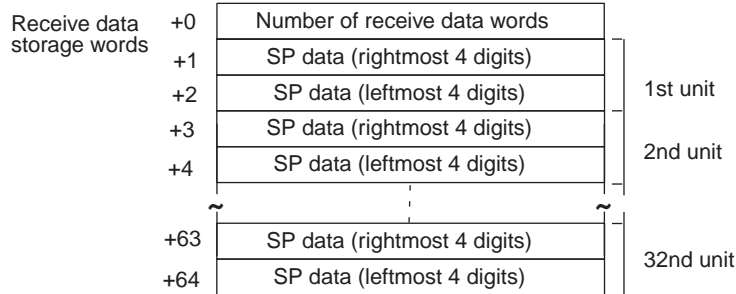 Receive data
storage words
+0 Number of receive data words
+1 SP data (rightmost 4 digits)
+2 SP data (leftmost 4 digits)
1st unit
+3 SP data (rightmost 4 digits)
+4 SP data (leftmost 4 digits)
2nd unit
~ ~
+63 SP data (rightmost 4 digits)
+64 SP data (leftmost 4 digits)
32nd unit